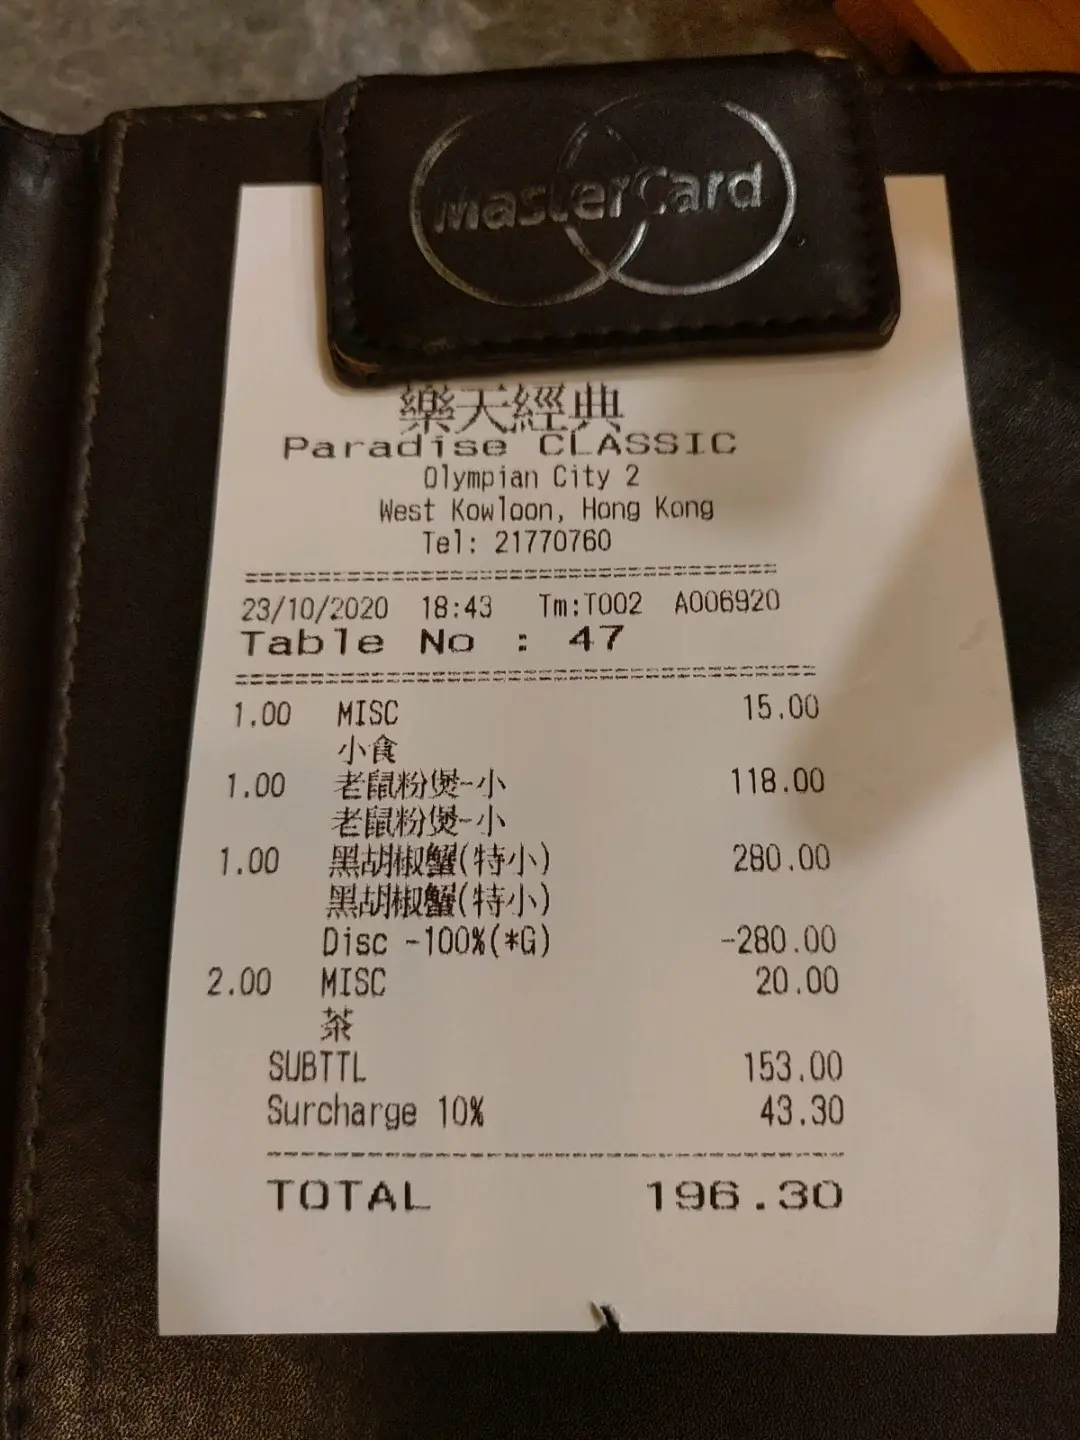 MasterCard
樂天經典
Paradise CLASSIC
Olympian City 2
West Kowloon, Hong Kong
Tel: 21770760
23/10/2020 18:43 Tm:T002 A006920
Table No : 47
1.00 MISC 15.00
小食
1.00 老鼠粉煲-小 118.00
老鼠粉煲-小
1.00 黑胡椒蟹(特小) 280.00
黑胡椒蟹(特小)
Disc -100%(*G) -280.00
2.00 MISC 20.00
茶
SUBTTL 153.00
Surcharge 10% 43.30
TOTAL 196.30